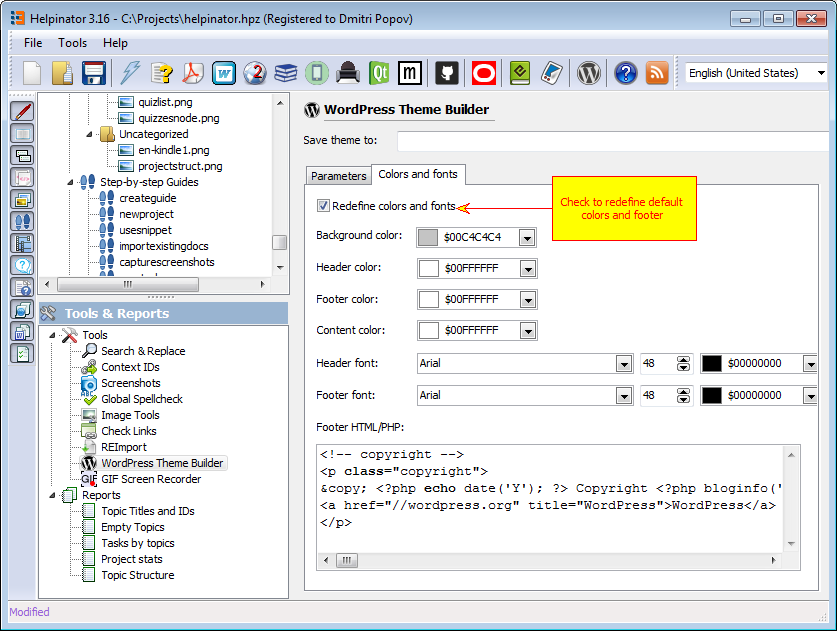 Helpinator 3.16 - C:\Projects\helpinator.hpz (Registered to Dmitri Popov)
File Tools Help
Qt
m
English (United States)
quizlist.png
quizzesnode.png
Uncategorized
en-kindle1.png
projectstruct.png
Step-by-step Guides
createguide
newproject
usesnippet
importexistingdocs
capturescreenshots
Tools & Reports
Tools
Search & Replace
Context IDs
Screenshots
Global Spellcheck
Image Tools
Check Links
REImport
WordPress Theme Builder
GIF GIF Screen Recorder
Reports
Topic Titles and IDs
Empty Topics
Tasks by topics
Project stats
Topic Structure
WordPress Theme Builder
Save theme to:
Parameters Colors and fonts
Redefine colors and fonts
Check to redefine default
colors and footer
Background color: $00C4C4C4
Header color: $00FFFFFF
Footer color: $00FFFFFF
Content color: $00FFFFFF
Header font: Arial 48 $00000000
Footer font: Arial 48 $00000000
Footer HTML/PHP:
<!-- copyright -->
<p class="copyright">
&copy; <?php echo date('Y'); ?> Copyright <?php bloginfo('
<a href="//wordpress.org" title="WordPress">WordPress</a>
</p>
Modified